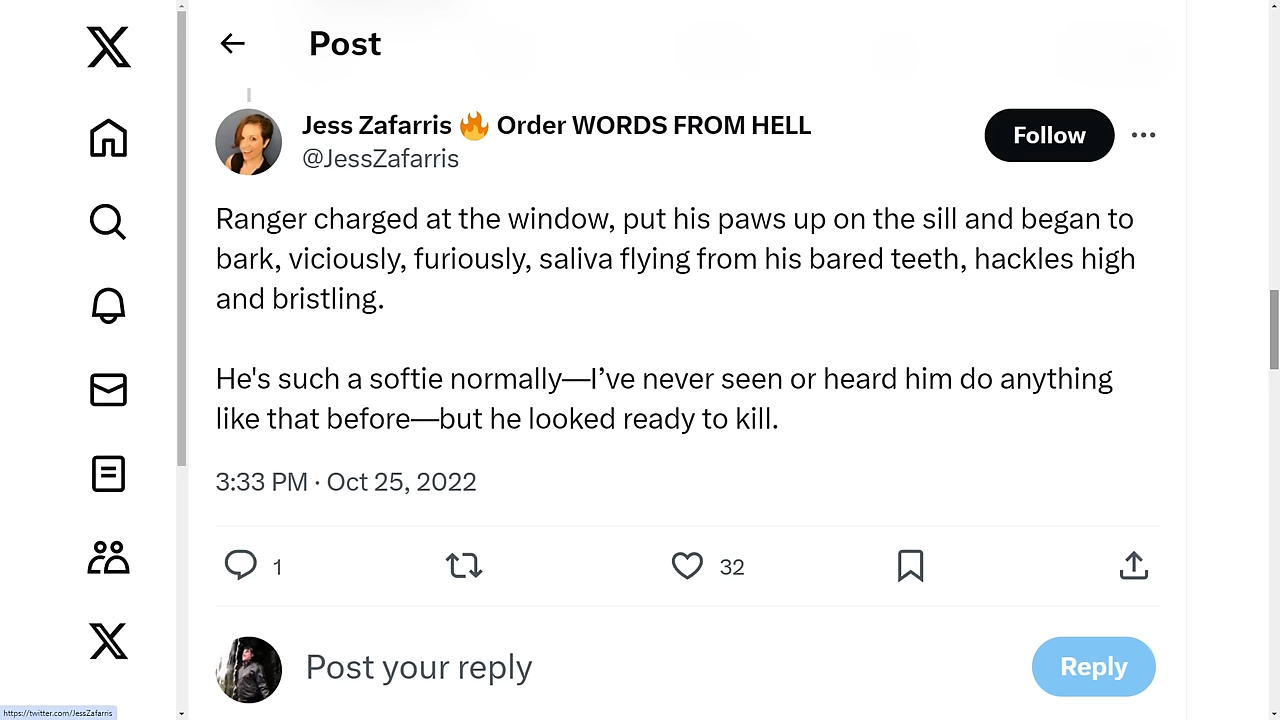 Post
Jess Zafarris 🔥 Order WORDS FROM HELL
@JessZafarris
Follow
Ranger charged at the window, put his paws up on the sill and began to
bark, viciously, furiously, saliva flying from his bared teeth, hackles high
and bristling.
He's such a softie normally—I’ve never seen or heard him do anything
like that before—but he looked ready to kill.
3:33 PM · Oct 25, 2022
1
32
Post your reply
Reply
https://twitter.com/JessZafarris